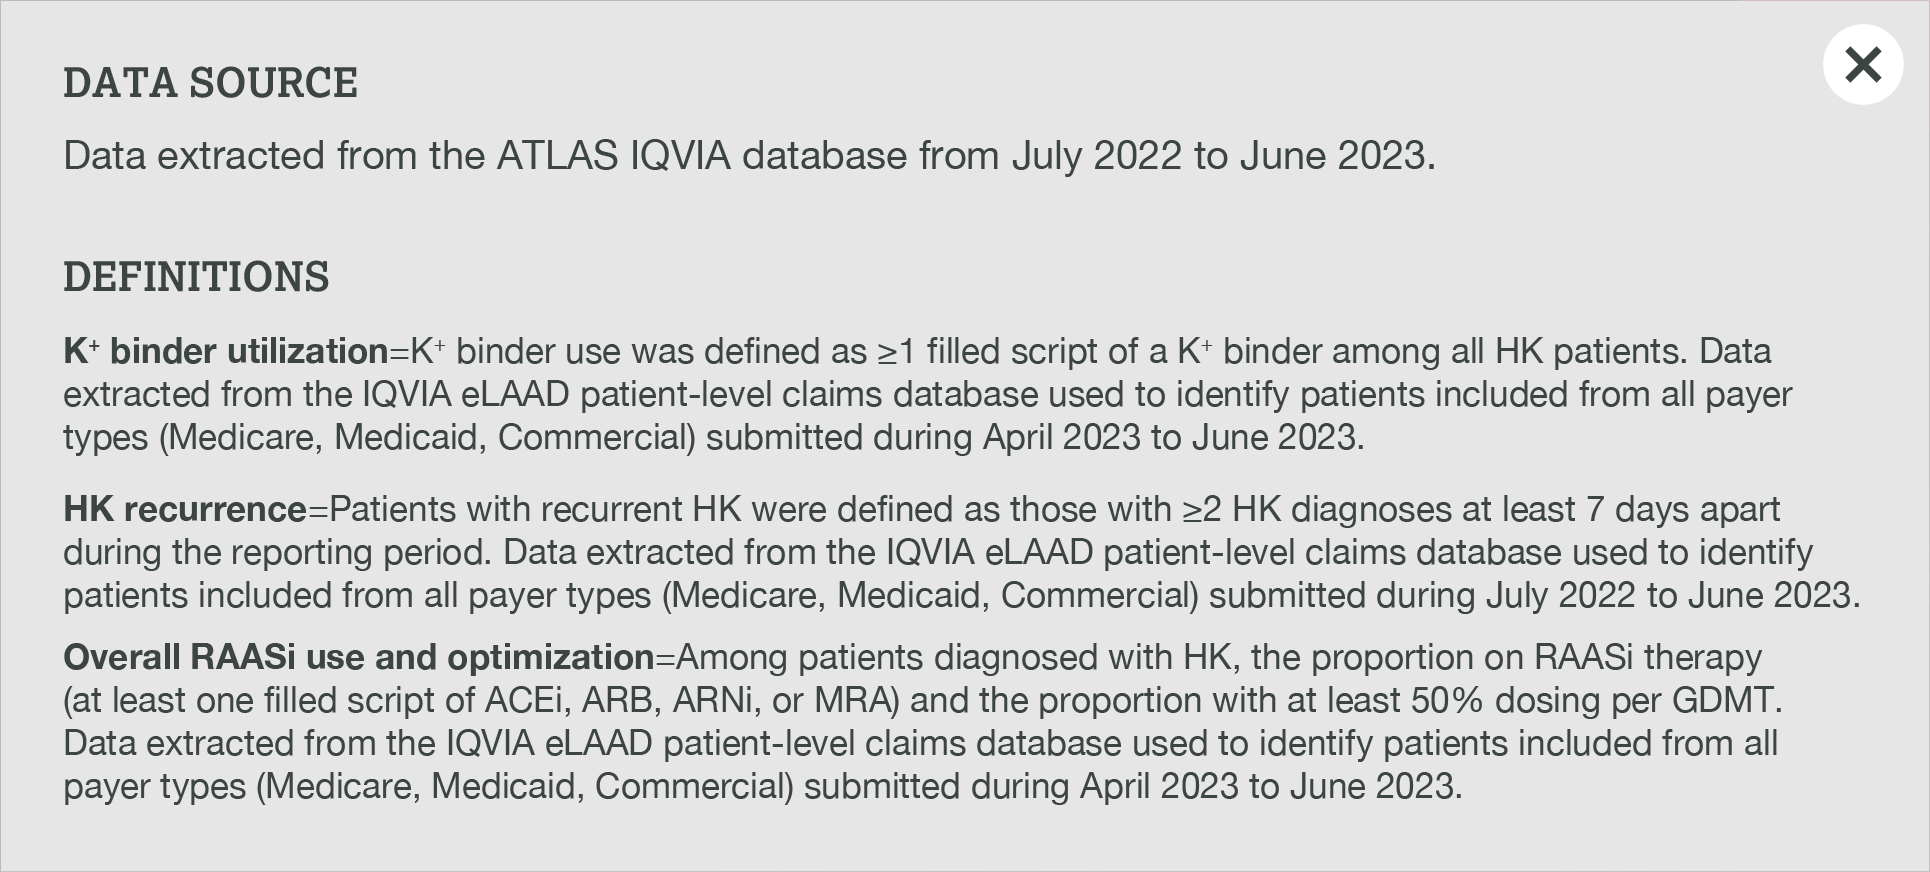 DATA SOURCE
Data extracted from the ATLAS IQVIA database from July 2022 to June 2023.
DEFINITIONS
K⁺ binder utilization=K⁺ binder use was defined as ≥1 filled script of a K⁺ binder among all HK patients. Data
extracted from the IQVIA eLAAD patient-level claims database used to identify patients included from all payer
types (Medicare, Medicaid, Commercial) submitted during April 2023 to June 2023.
HK recurrence=Patients with recurrent HK were defined as those with ≥2 HK diagnoses at least 7 days apart
during the reporting period. Data extracted from the IQVIA eLAAD patient-level claims database used to identify
patients included from all payer types (Medicare, Medicaid, Commercial) submitted during July 2022 to June 2023.
Overall RAASi use and optimization=Among patients diagnosed with HK, the proportion on RAASi therapy
(at least one filled script of ACEi, ARB, ARNi, or MRA) and the proportion with at least 50% dosing per GDMT.
Data extracted from the IQVIA eLAAD patient-level claims database used to identify patients included from all
payer types (Medicare, Medicaid, Commercial) submitted during April 2023 to June 2023.